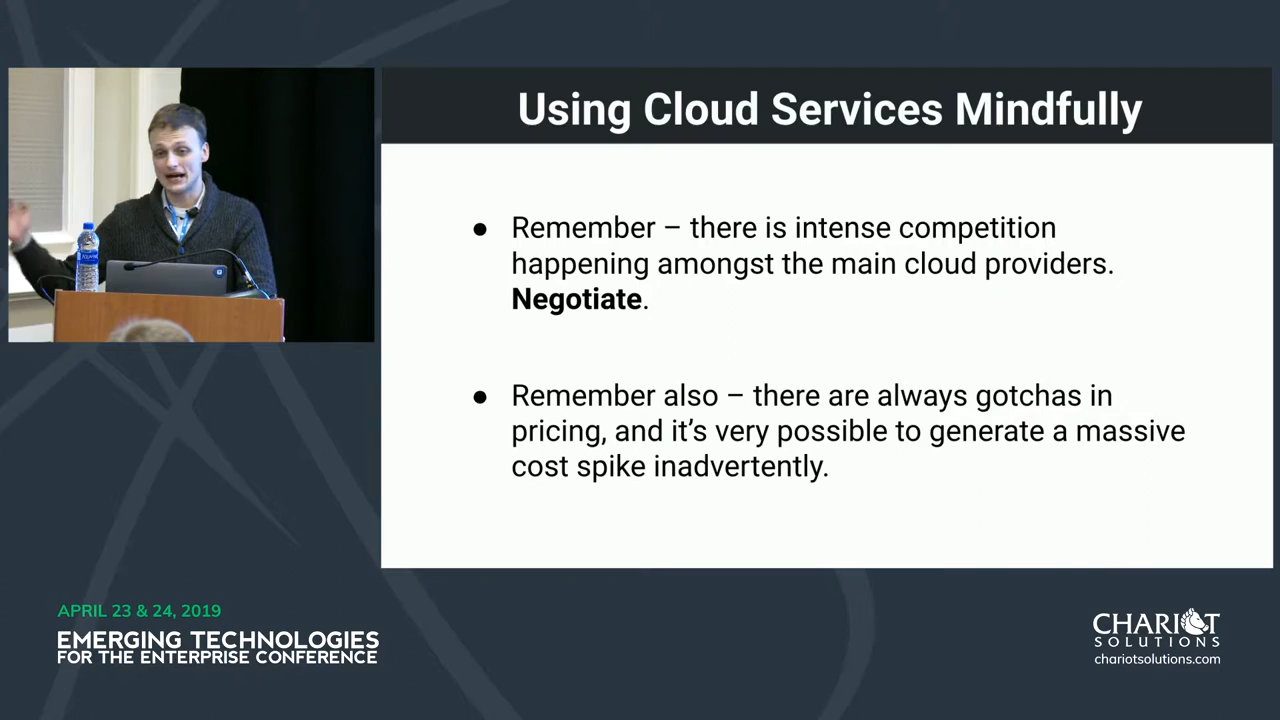 Using Cloud Services Mindfully
● Remember – there is intense competition
happening amongst the main cloud providers.
Negotiate.
● Remember also – there are always gotchas in
pricing, and it’s very possible to generate a massive
cost spike inadvertently.
APRIL 23 & 24, 2019
EMERGING TECHNOLOGIES
FOR THE ENTERPRISE CONFERENCE
CHARIOT
SOLUTIONS
chariotsolutions.com